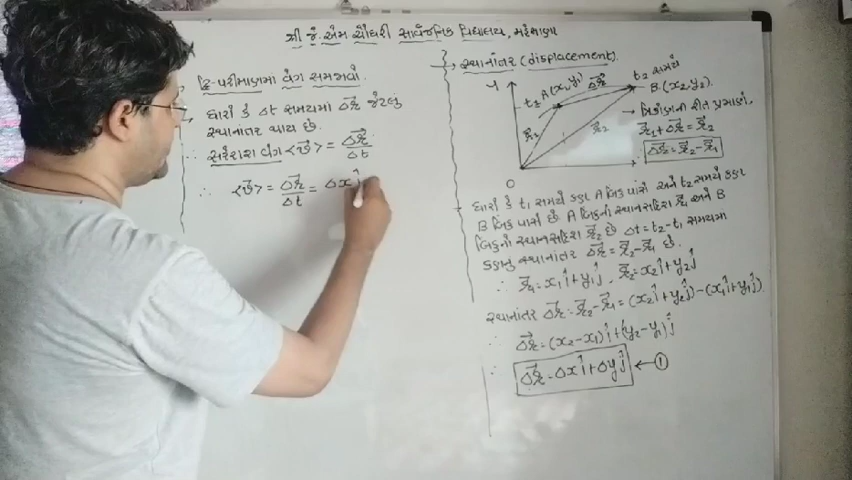 શ્રી જે. એમ ચૌધરી સાર્વજનિક વિદ્યાલય, મહેસાણા
દ્વિ-પરીમાણમાં વેગ સમજાવો.
ધારો કે Δt સમયમાં Δr⃗ જેટલું
સ્થાનાંતર થાય છે.
∴ સરેરાશ વેગ <v⃗> = Δr⃗/Δt
∴ <v⃗> = Δr⃗/Δt = Δx î
સ્થાનાંતર (displacement).
y t₂ સમયે
A(x₁,y₁) Δr⃗ B(x₂,y₂)
r⃗₂
O
→ ત્રિકોણની રીત પ્રમાણે,
r⃗₁+Δr⃗ = r⃗₂
Δr⃗ = r⃗₂-r⃗₁
ધારો કે t₁ સમયે કણ A બિંદુ પાસે અને t₂ સમયે કણ
B બિંદુ પાસે છે. A બિંદુનો સ્થાનસદિશ r⃗₁ અને B
બિંદુનો સ્થાનસદિશ r⃗₂ છે Δt=t₂-t₁ સમયમાં
કણનું સ્થાનાંતર Δr⃗ = r⃗₂-r⃗₁ છે.
∴ r⃗₁ = x₁î+y₁ĵ, r⃗₂ = x₂î+y₂ĵ
સ્થાનાંતર Δr⃗ = r⃗₂-r⃗₁ = (x₂î+y₂ĵ)-(x₁î+y₁ĵ)
∴ Δr⃗ = (x₂-x₁)î+(y₂-y₁)ĵ
∴ Δr⃗ = Δxî+Δyĵ ← ①